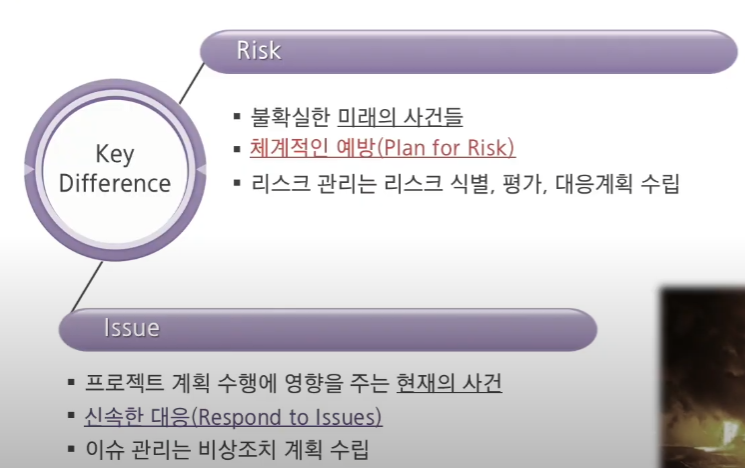 Risk
▪ 불확실한 미래의 사건들
▪ 체계적인 예방(Plan for Risk)
▪ 리스크 관리는 리스크 식별, 평가, 대응계획 수립
Key
Difference
Issue
▪ 프로젝트 계획 수행에 영향을 주는 현재의 사건
▪ 신속한 대응(Respond to Issues)
▪ 이슈 관리는 비상조치 계획 수립